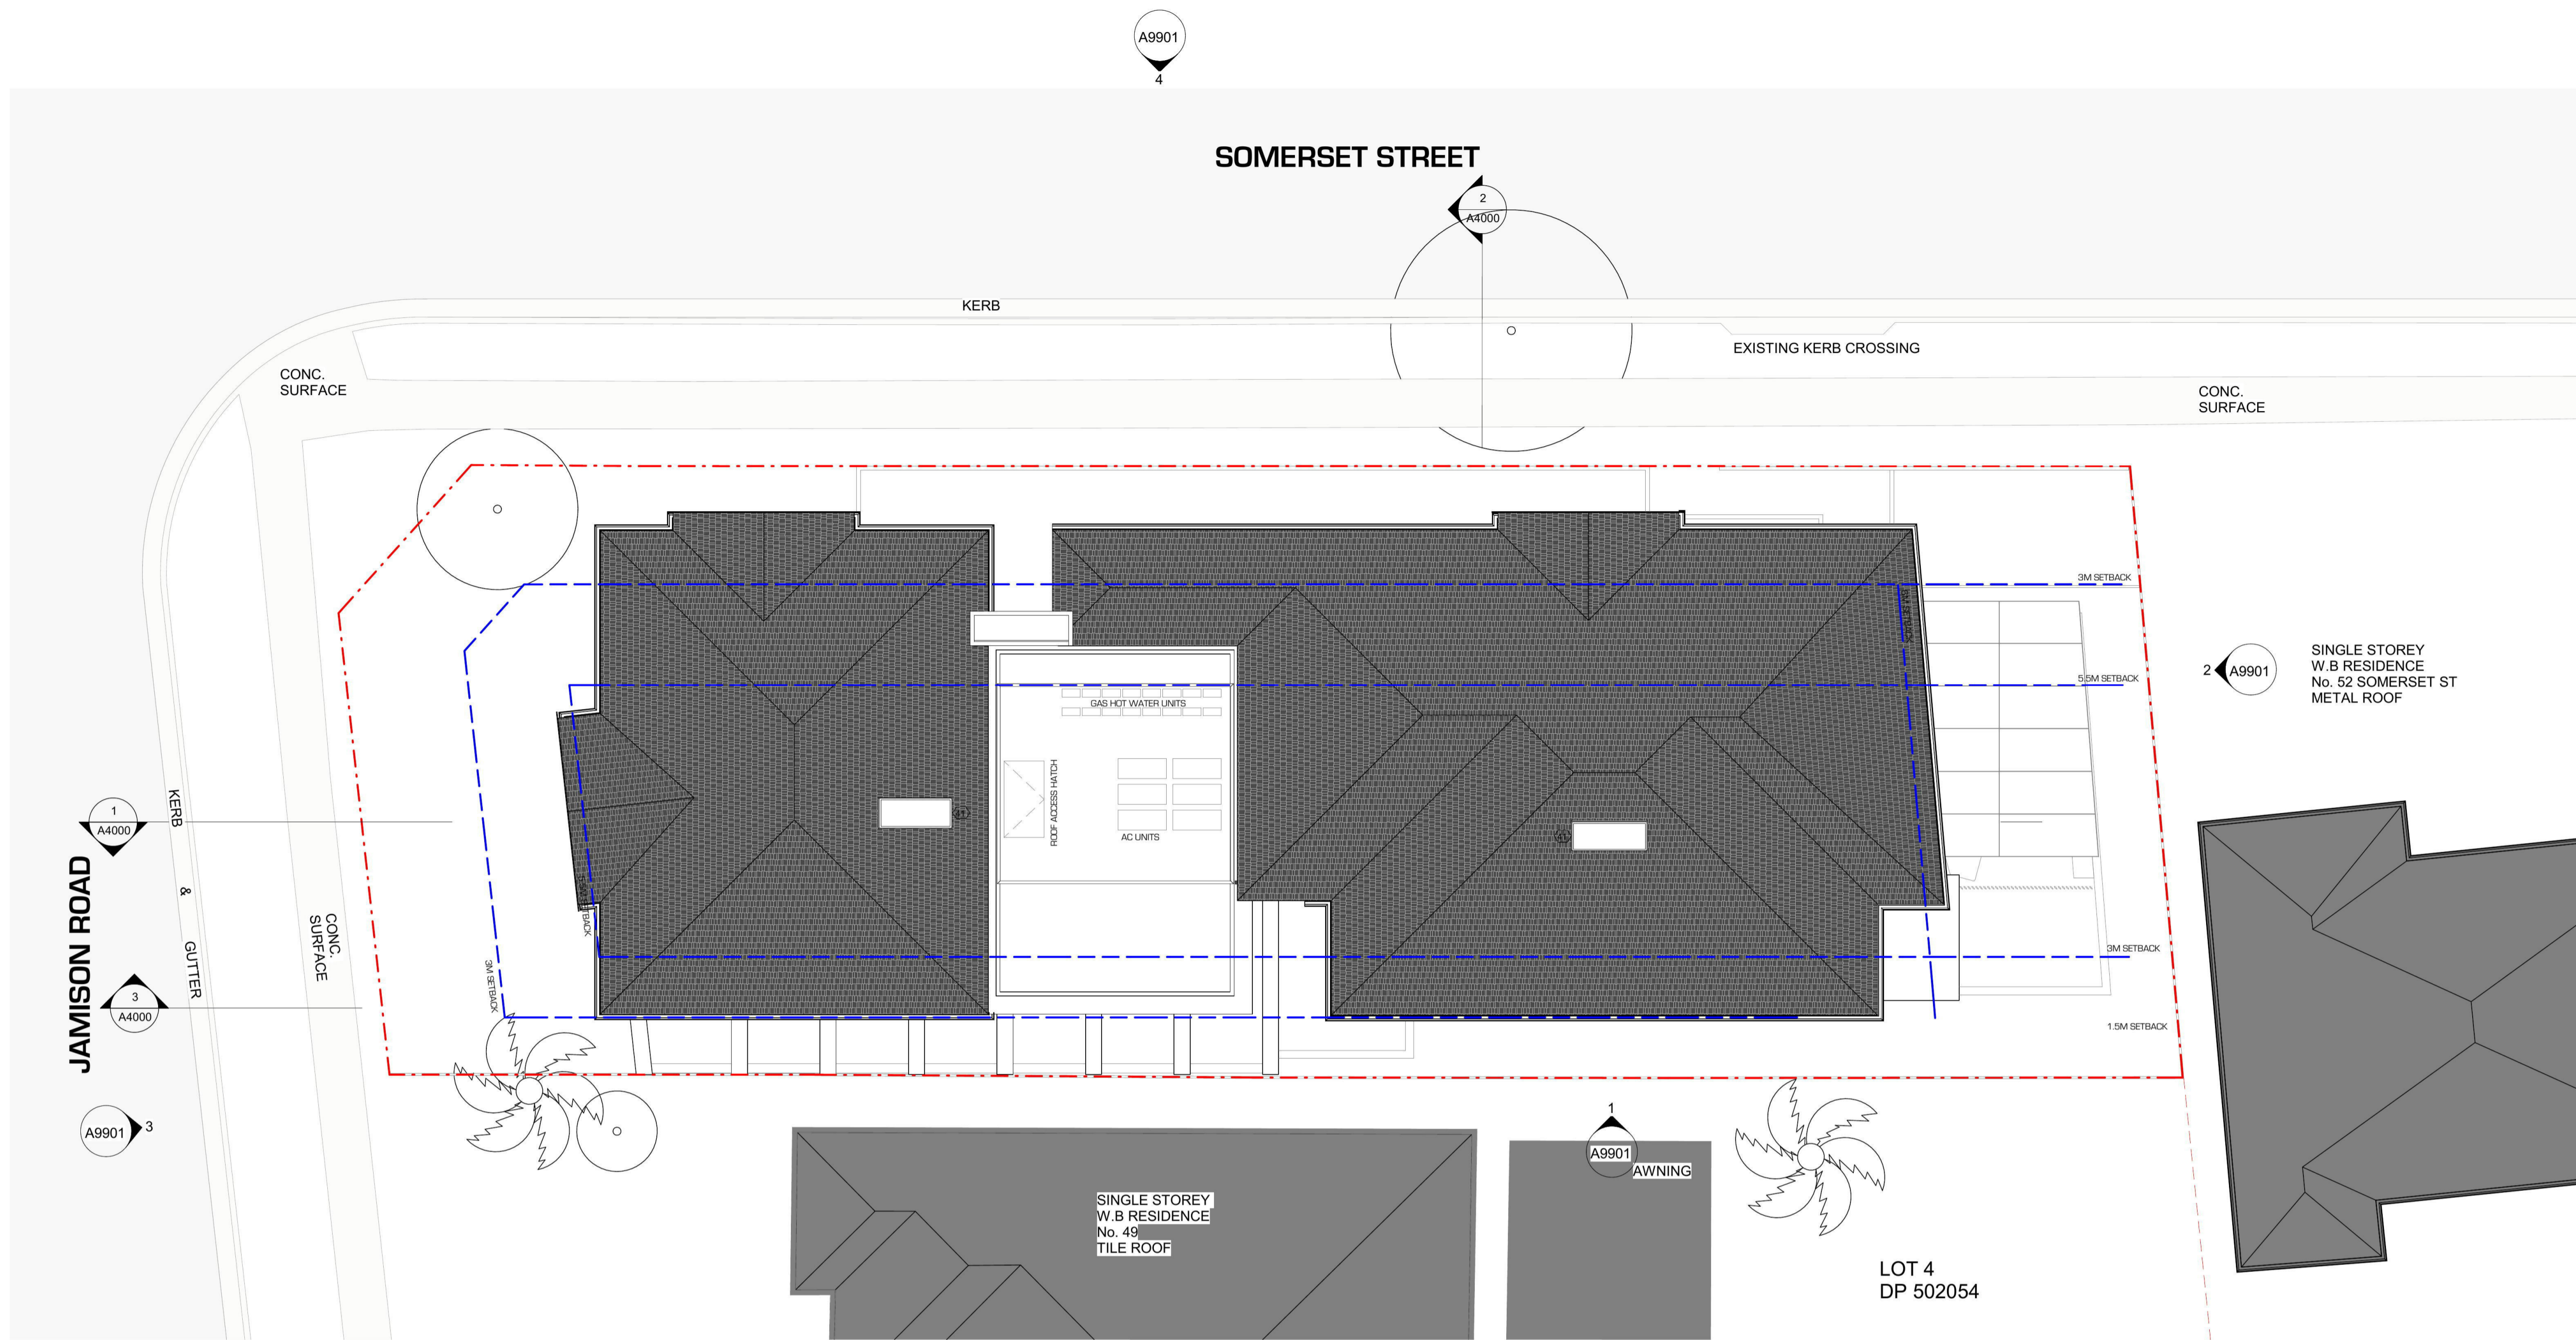 A9901
4
SOMERSET STREET
2
A4000
KERB
EXISTING KERB CROSSING
CONC.
SURFACE
CONC.
SURFACE
3M SETBACK
5.5M SETBACK
2
A9901
SINGLE STOREY
W.B RESIDENCE
No. 52 SOMERSET ST
METAL ROOF
GAS HOT WATER UNITS
ROOF ACCESS HATCH
AC UNITS
41
41
1
A4000
KERB
&
GUTTER
JAMISON ROAD
CONC.
SURFACE
3M SETBACK
3M SETBACK
1.5M SETBACK
3
A4000
A9901
3
1
A9901
AWNING
SINGLE STOREY
W.B RESIDENCE
No. 49
TILE ROOF
LOT 4
DP 502054